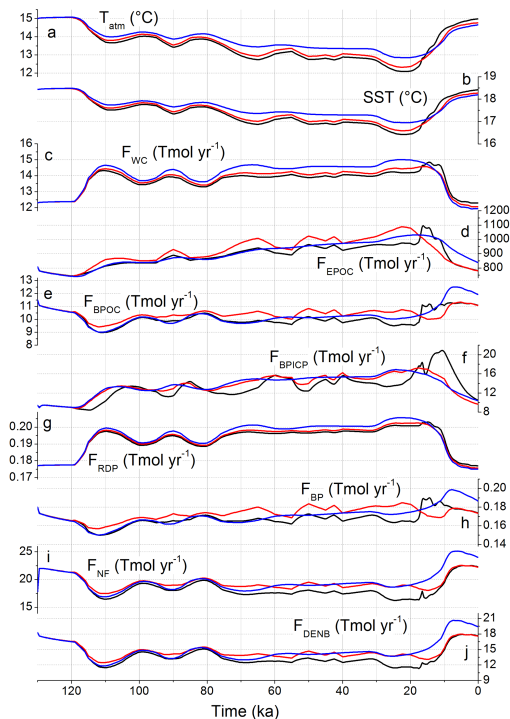 15 T_atm (°C)
14
13
12
a
b
19
18
17
16
SST (°C)
16
15
14
13
12
c F_WC (Tmol yr⁻¹)
1200
1100
1000
900
800
d
F_EPOC (Tmol yr⁻¹)
13
12
11
10
9
8
e
F_BPOC (Tmol yr⁻¹)
20
16
12
8
f
F_BPICP (Tmol yr⁻¹)
0.20
0.19
0.18
0.17
g
F_RDP (Tmol yr⁻¹)
0.20
0.18
0.16
0.14
h
F_BP (Tmol yr⁻¹)
25
20
15
i
F_NF (Tmol yr⁻¹)
21
18
15
12
9
j
F_DENB (Tmol yr⁻¹)
120 100 80 60 40 20 0
Time (ka)